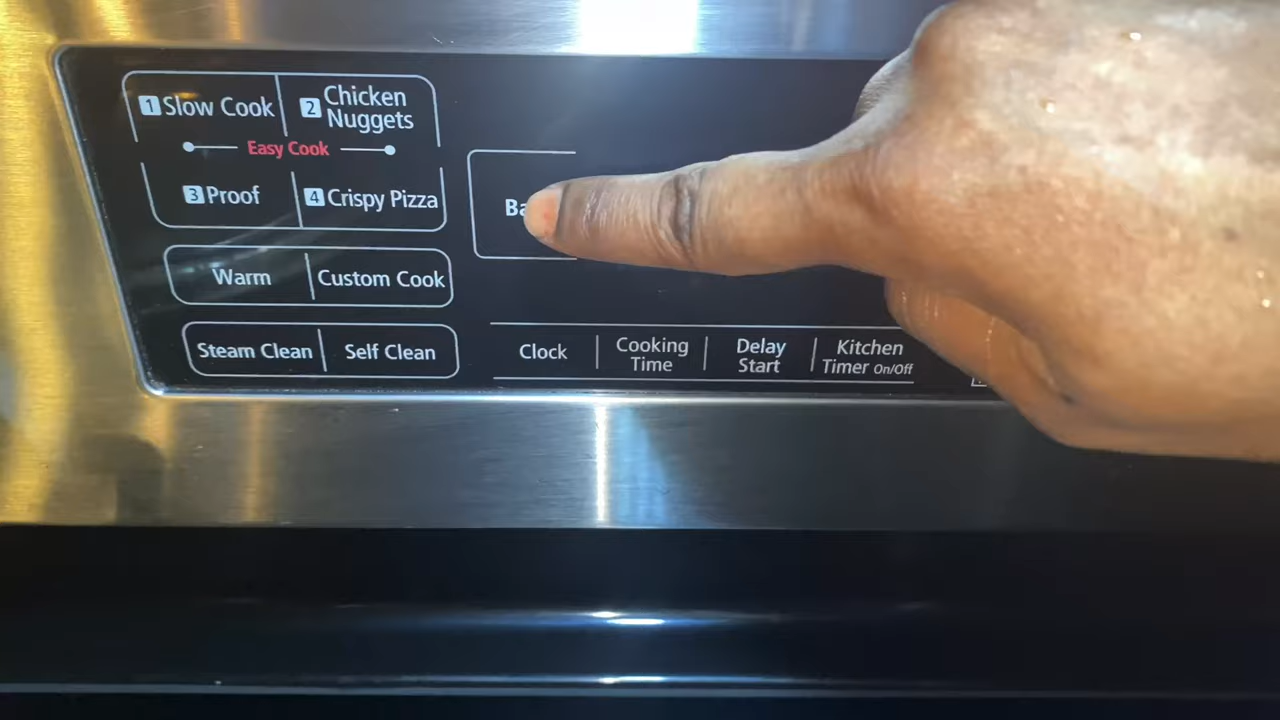 1 Slow Cook
2 Chicken
Nuggets
Easy Cook
3 Proof
4 Crispy Pizza
Warm
Custom Cook
Steam Clean
Self Clean
Ba
Clock
Cooking
Time
Delay
Start
Kitchen
Timer On/Off